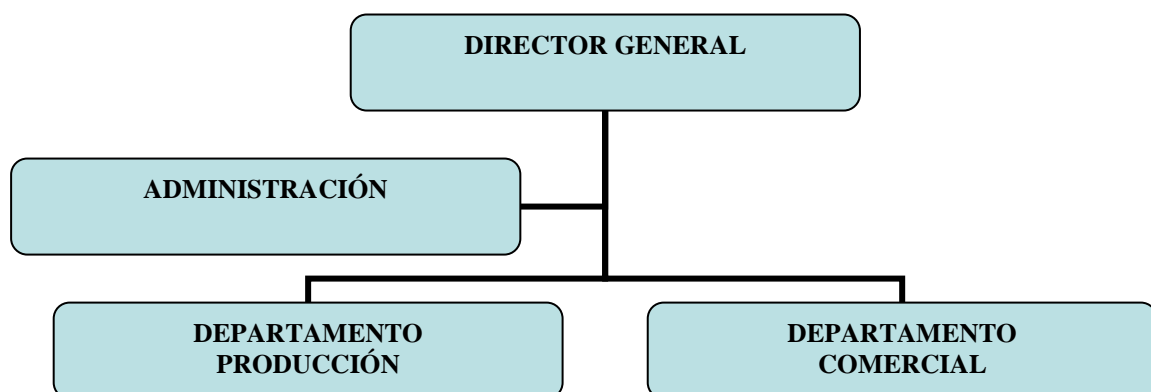 DIRECTOR GENERAL
ADMINISTRACIÓN
DEPARTAMENTO
PRODUCCIÓN
DEPARTAMENTO
COMERCIAL